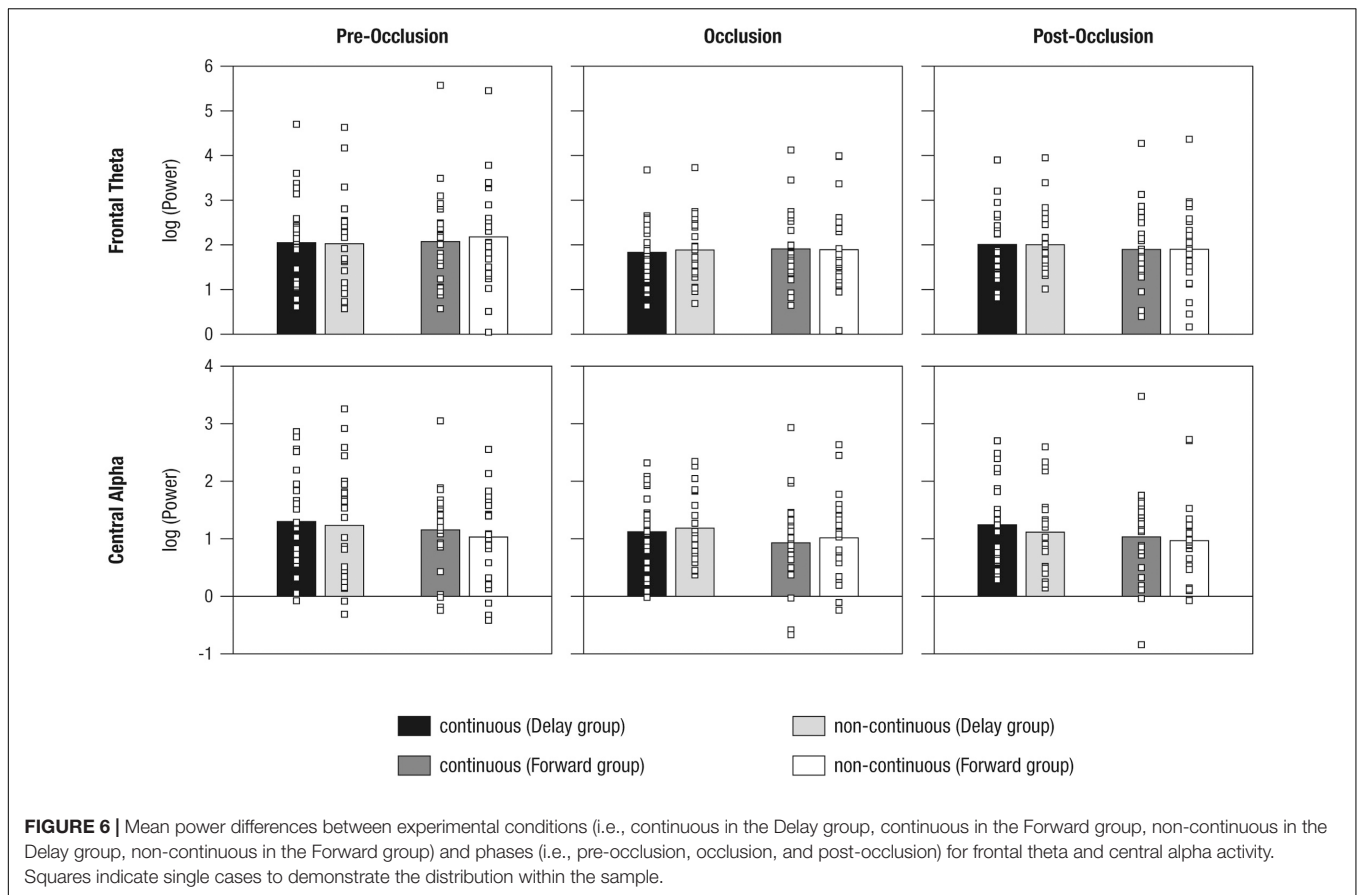 Pre-Occlusion
Occlusion
Post-Occlusion
Frontal Theta
log (Power)
6
5
4
3
2
1
0
Central Alpha
log (Power)
4
3
2
1
0
-1
continuous (Delay group)
non-continuous (Delay group)
continuous (Forward group)
non-continuous (Forward group)
FIGURE 6 | Mean power differences between experimental conditions (i.e., continuous in the Delay group, continuous in the Forward group, non-continuous in the
Delay group, non-continuous in the Forward group) and phases (i.e., pre-occlusion, occlusion, and post-occlusion) for frontal theta and central alpha activity.
Squares indicate single cases to demonstrate the distribution within the sample.